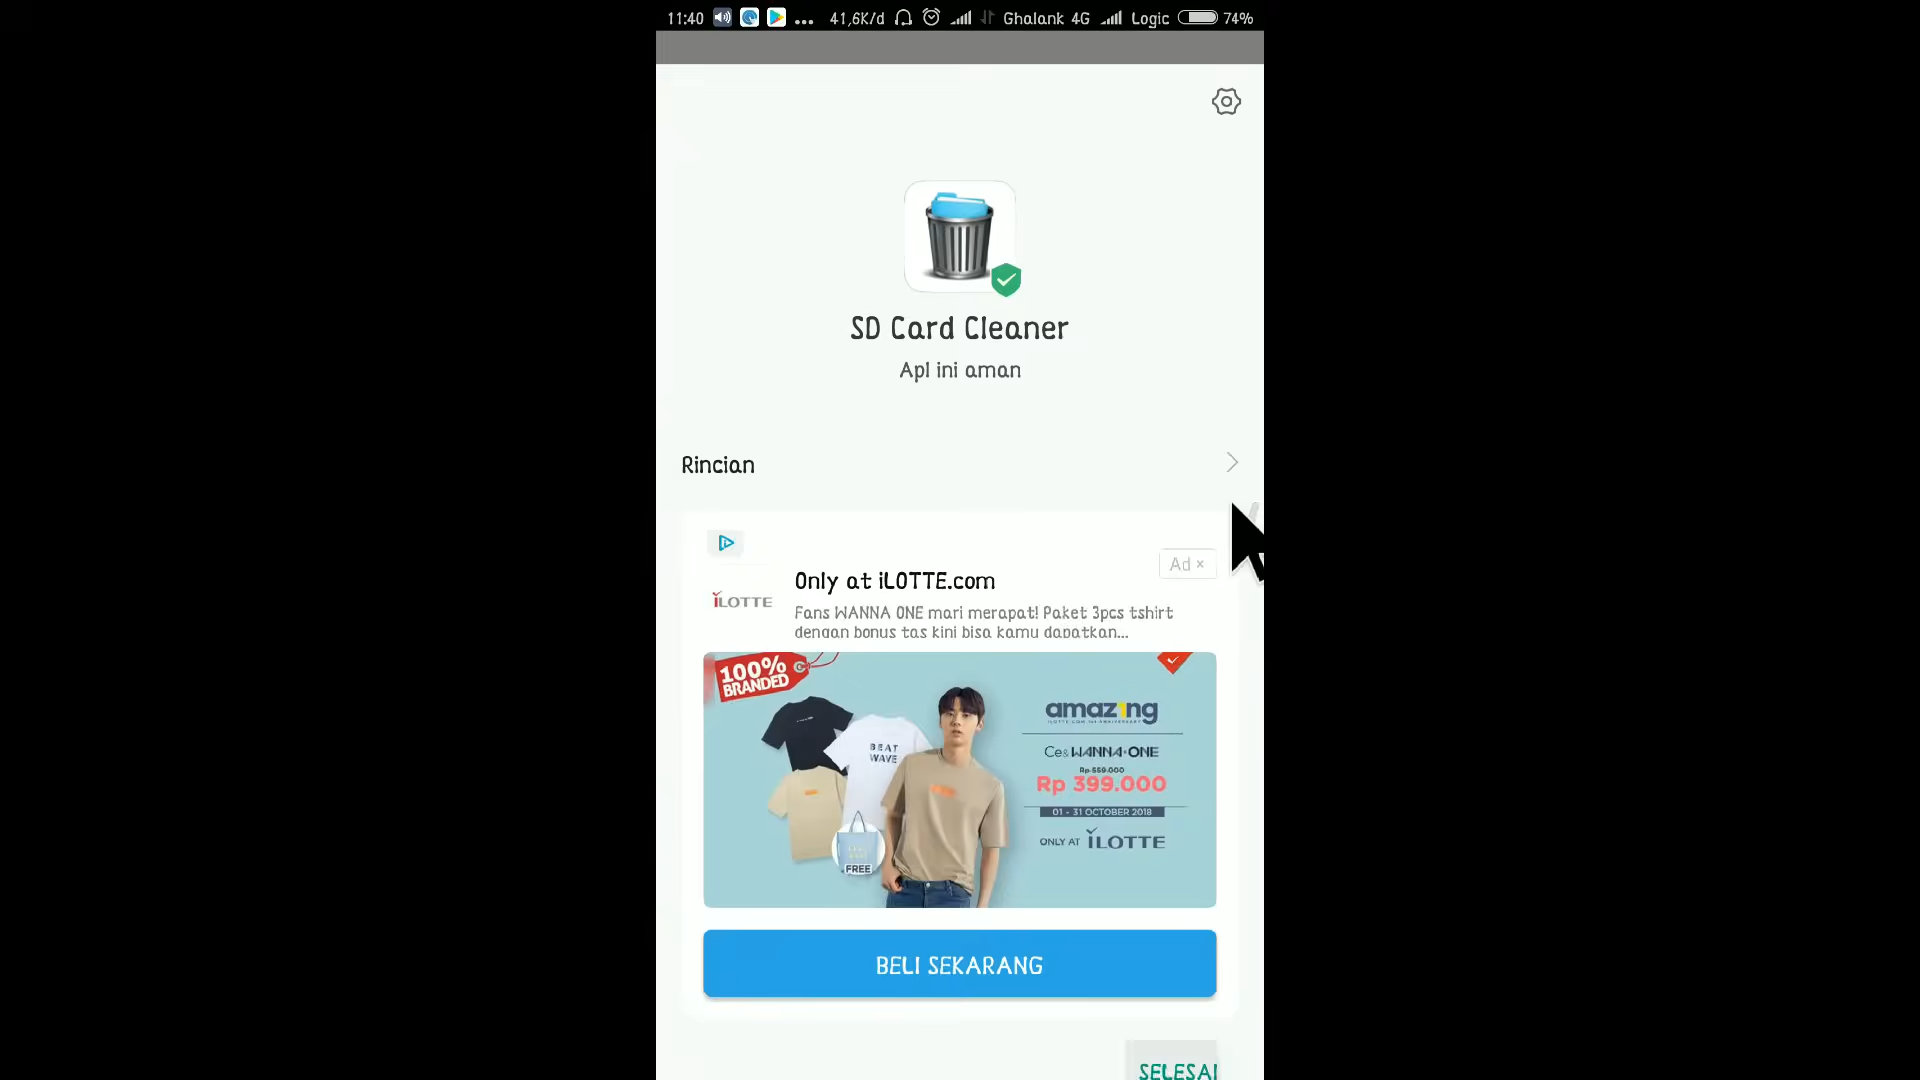 11:40 ... 41,6K/d Ghalank 4G Logic 74%
SD Card Cleaner
Apl ini aman
Rincian
Ad ×
Only at iLOTTE.com
iLOTTE
Fans WANNA ONE mari merapat! Paket 3pcs tshirt
dengan bonus tas kini bisa kamu dapatkan...
100%
BRANDED
BEAT
WAVE
FREE
amaz1ng
ILOTTE.COM 1st ANNIVERSARY
Ce& WANNA·ONE
Rp 559.000
Rp 399.000
01 - 31 OCTOBER 2018
ONLY AT iLOTTE
BELI SEKARANG
SELESAI